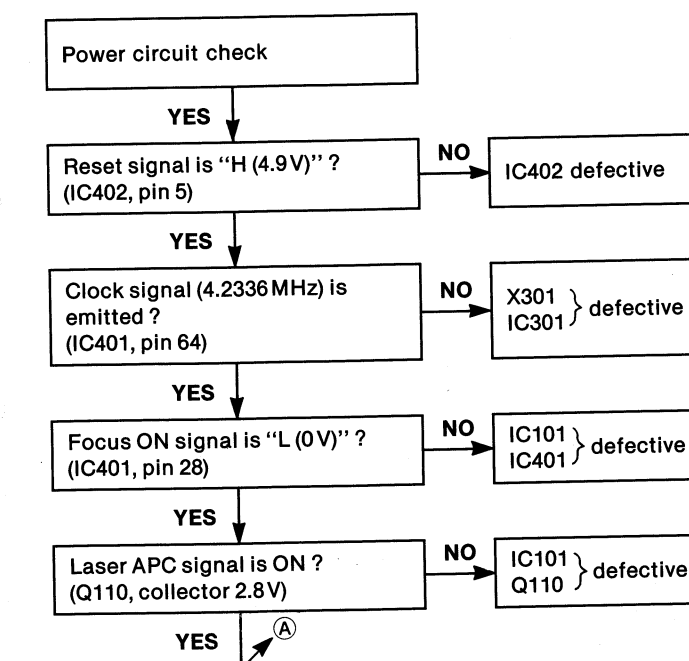 Power circuit check
YES
Reset signal is “H (4.9V)” ?
(IC402, pin 5)
NO
IC402 defective
YES
Clock signal (4.2336MHz) is
emitted ?
(IC401, pin 64)
NO
X301
IC301
defective
YES
Focus ON signal is “L (0V)” ?
(IC401, pin 28)
NO
IC101
IC401
defective
YES
Laser APC signal is ON ?
(Q110, collector 2.8V)
NO
IC101
Q110
defective
YES
A